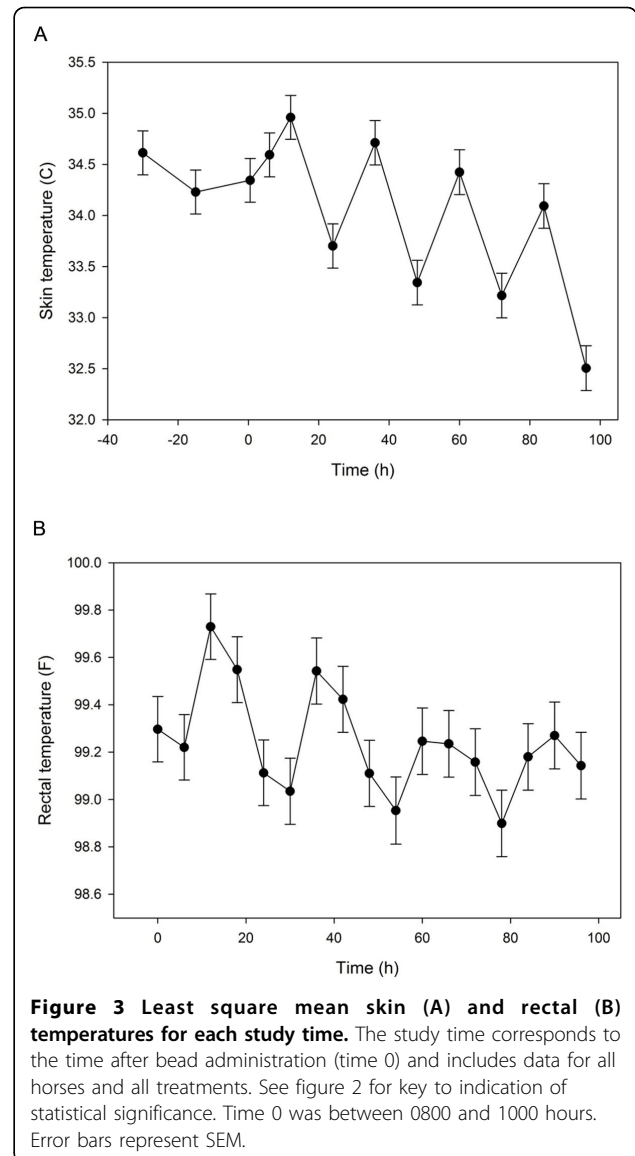 A
35.5
35.0
34.5
34.0
33.5
33.0
32.5
32.0
Skin temperature (C)
-40 -20 0 20 40 60 80 100
Time (h)
B
100.0
99.8
99.6
99.4
99.2
99.0
98.8
98.6
Rectal temperature (F)
0 20 40 60 80 100
Time (h)
Figure 3 Least square mean skin (A) and rectal (B)
temperatures for each study time. The study time corresponds to
the time after bead administration (time 0) and includes data for all
horses and all treatments. See figure 2 for key to indication of
statistical significance. Time 0 was between 0800 and 1000 hours.
Error bars represent SEM.